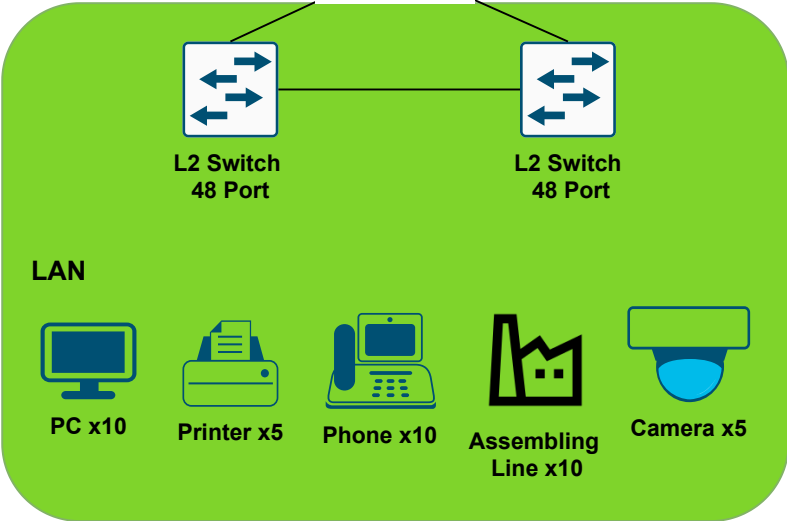 L2 Switch
48 Port
L2 Switch
48 Port
LAN
PC x10
Printer x5
Phone x10
Assembling
Line x10
Camera x5